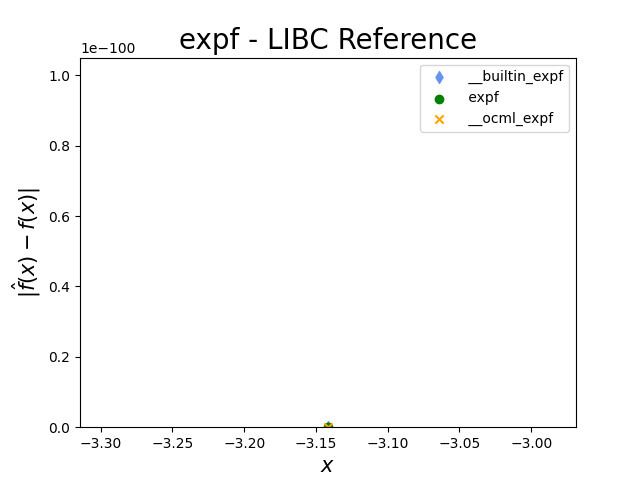 expf - LIBC Reference
1e−100
1.0
0.8
0.6
0.4
0.2
0.0
|f̂(x) − f(x)|
__builtin_expf
expf
__ocml_expf
−3.30 −3.25 −3.20 −3.15 −3.10 −3.05 −3.00
x